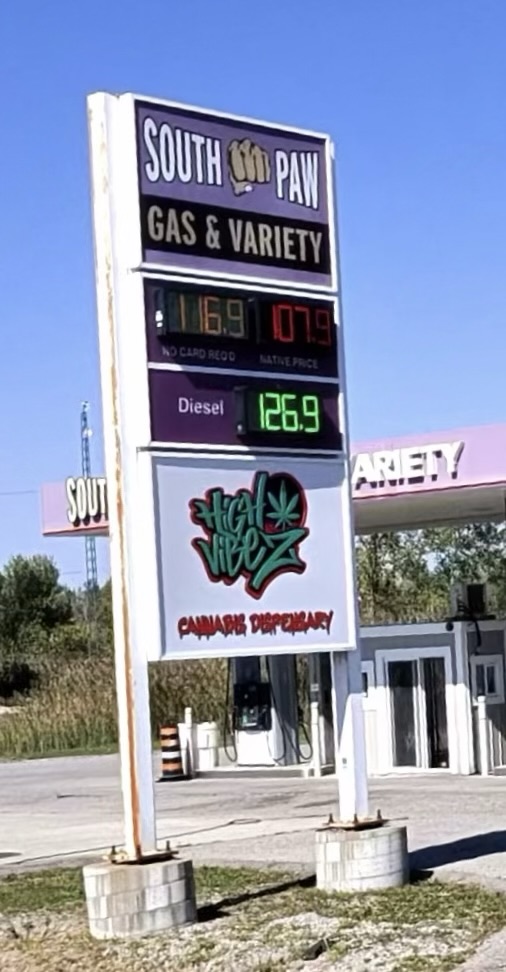 SOUTH PAW
GAS & VARIETY
116.9 107.9
NO CARD REQ'D NATIVE PRICE
Diesel 126.9
HIGH
VIBEZ
CANNABIS DISPENSARY
SOUT
ARIETY